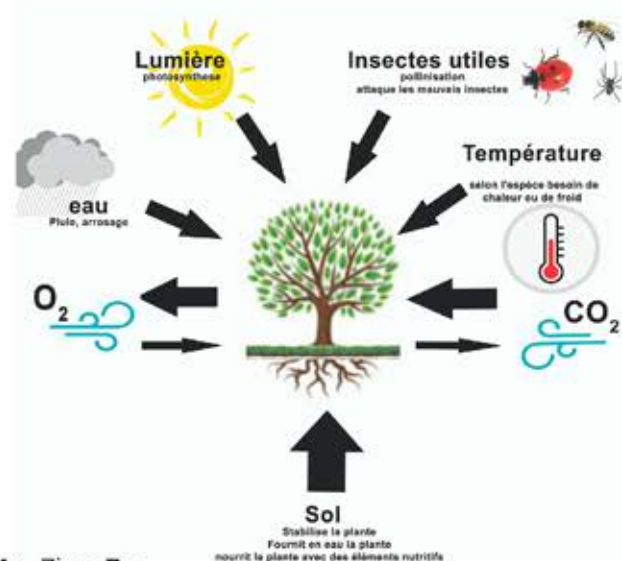 Lumière
photosynthese
Insectes utiles
pollinisation
attaque les mauvais insectes
Température
selon l'espèce besoin de
chaleur ou de froid
eau
Pluie, arrosage
O2
CO2
Sol
Stabilise la plante
Fournit en eau la plante
nourrit la plante avec des éléments nutritifs